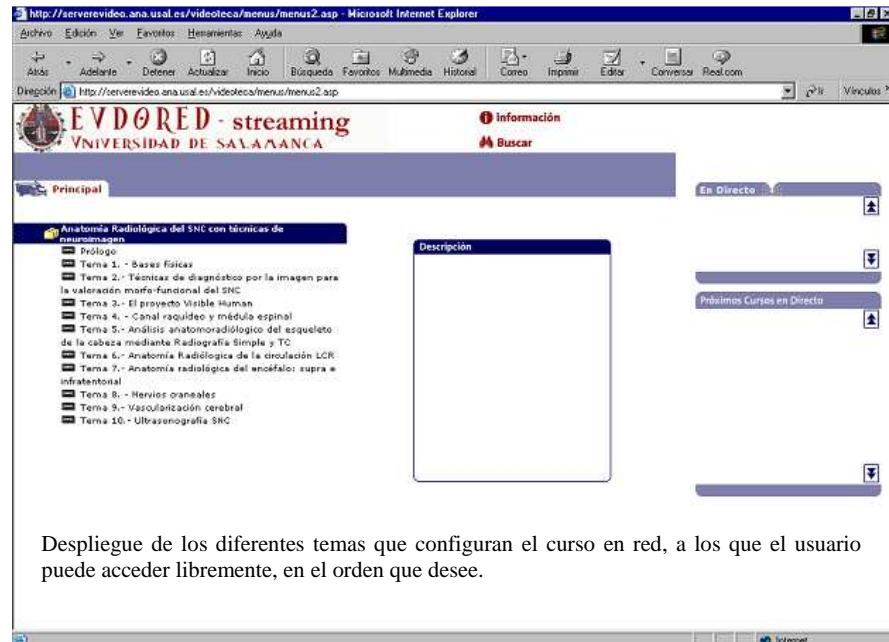 http://serverevideo.ana.usal.es/videoteca/menus/menus2.asp - Microsoft Internet Explorer
Archivo Edición Ver Favoritos Herramientas Ayuda
Atrás Adelante Detener Actualizar Inicio Búsqueda Favoritos Multimedia Historial Correo Imprimir Editar Conversar Real.com
Dirección http://serverevideo.ana.usal.es/videoteca/menus/menus2.asp Ir Vínculos »
EVDORED - streaming
VNIVERSIDAD DE SALAMANCA
Información
Buscar
Principal
En Directo
Anatomía Radiológica del SNC con técnicas de
neuroimagen
Prólogo
Tema 1. - Bases físicas
Tema 2.- Técnicas de diagnóstico por la imagen para
la valoración morfo-funcional del SNC
Tema 3.- El proyecto Visible Human
Tema 4. - Canal raquídeo y médula espinal
Tema 5.- Análisis anatomoradiólogico del esqueleto
de la cabeza mediante Radiografía Simple y TC
Tema 6.- Anatomía Radiólogica de la circulación LCR
Tema 7.- Anatomía radiológica del encéfalo: supra e
infratentorial
Tema 8. - Nervios craneales
Tema 9.- Vascularización cerebral
Tema 10.- Ultrasonografía SNC
Descripción
Próximos Cursos en Directo
Despliegue de los diferentes temas que configuran el curso en red, a los que el usuario
puede acceder libremente, en el orden que desee.
Internet